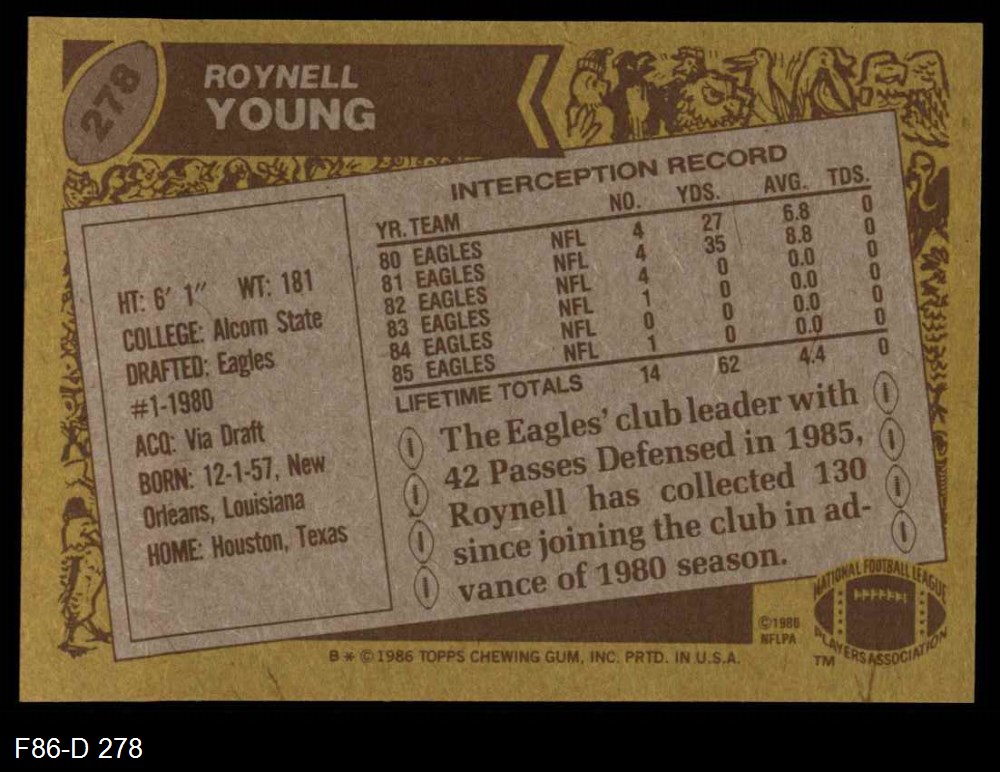 278
ROYNELL
YOUNG
INTERCEPTION RECORD
YR. TEAM NO. YDS. AVG. TDS.
80 EAGLES NFL 4 27 6.8 0
81 EAGLES NFL 4 35 8.8 0
82 EAGLES NFL 4 0 0.0 0
83 EAGLES NFL 1 0 0.0 0
84 EAGLES NFL 0 0 0.0 0
85 EAGLES NFL 1 0 0.0 0
LIFETIME TOTALS 14 62 4.4 0
HT: 6' 1" WT: 181
COLLEGE: Alcorn State
DRAFTED: Eagles
#1-1980
ACQ: Via Draft
BORN: 12-1-57, New
Orleans, Louisiana
HOME: Houston, Texas
The Eagles' club leader with
42 Passes Defensed in 1985,
Roynell has collected 130
since joining the club in ad-
vance of 1980 season.
©1986
NFLPA
NATIONAL FOOTBALL LEAGUE
PLAYERS ASSOCIATION
TM
B * © 1986 TOPPS CHEWING GUM, INC. PRTD. IN U.S.A.
F86-D 278